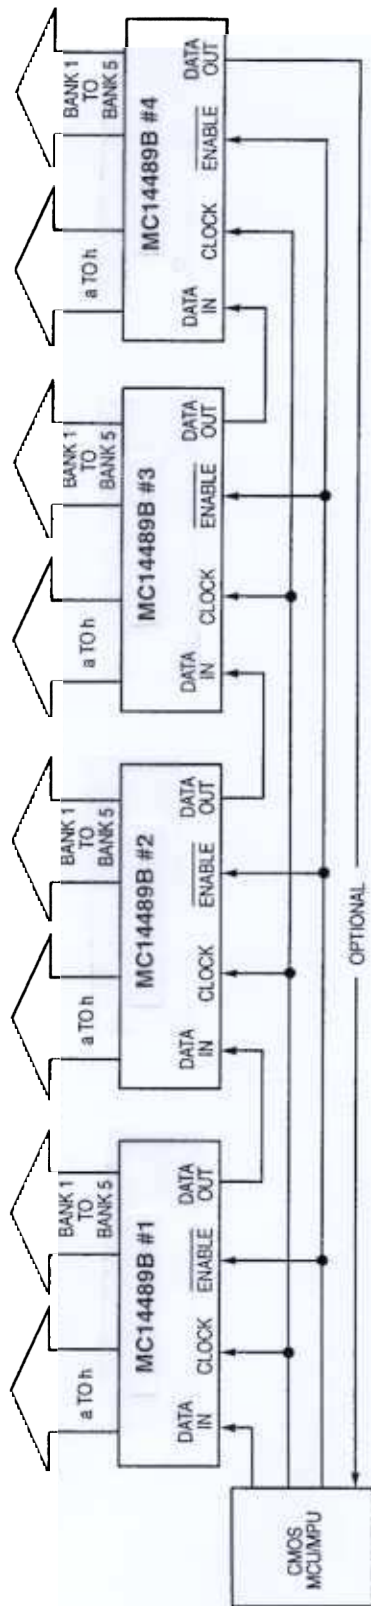 CMOS
MCU/MPU
a TO h
BANK 1
TO
BANK 5
MC14489B #1
DATA
IN
CLOCK
ENABLE
DATA
OUT
a TO h
BANK 1
TO
BANK 5
MC14489B #2
DATA
IN
CLOCK
ENABLE
DATA
OUT
a TO h
BANK 1
TO
BANK 5
MC14489B #3
DATA
IN
CLOCK
ENABLE
DATA
OUT
a TO h
BANK 1
TO
BANK 5
MC14489B #4
DATA
IN
CLOCK
ENABLE
DATA
OUT
OPTIONAL